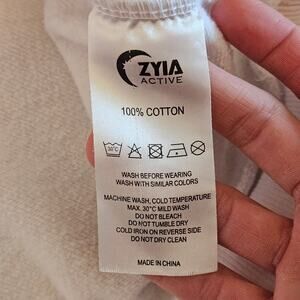 ZYIA
ACTIVE
100% COTTON
30°C
WASH BEFORE WEARING
WASH WITH SIMILAR COLORS
MACHINE WASH, COLD TEMPERATURE
MAX. 30°C MILD WASH
DO NOT BLEACH
DO NOT TUMBLE DRY
COLD IRON ON REVERSE SIDE
DO NOT DRY CLEAN
MADE IN CHINA